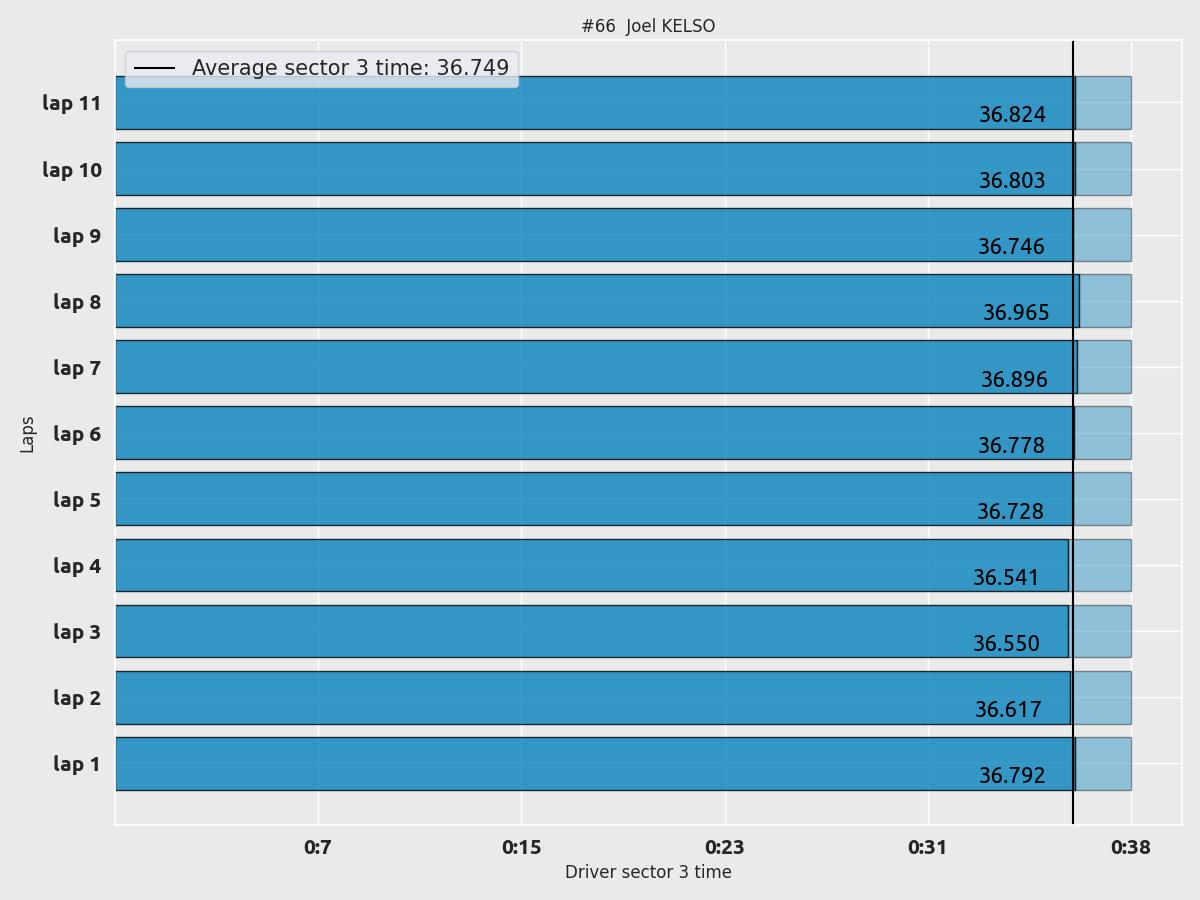 #66 Joel KELSO
Average sector 3 time: 36.749
lap 11
36.824
lap 10
36.803
lap 9
36.746
lap 8
36.965
lap 7
36.896
lap 6
36.778
lap 5
36.728
lap 4
36.541
lap 3
36.550
lap 2
36.617
lap 1
36.792
Laps
0:7 0:15 0:23 0:31 0:38
Driver sector 3 time